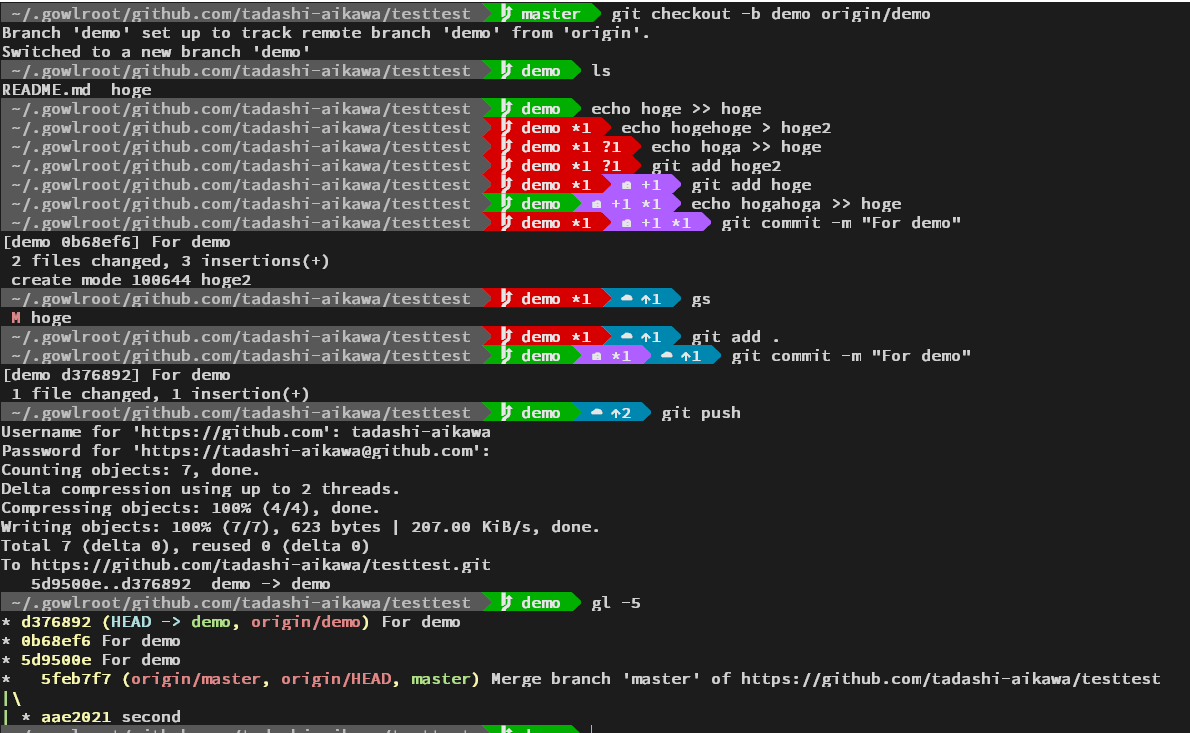 ~/.gowlroot/github.com/tadashi-aikawa/testtest master git checkout -b demo origin/demo
Branch 'demo' set up to track remote branch 'demo' from 'origin'.
Switched to a new branch 'demo'
~/.gowlroot/github.com/tadashi-aikawa/testtest demo ls
README.md  hoge
~/.gowlroot/github.com/tadashi-aikawa/testtest demo echo hoge >> hoge
~/.gowlroot/github.com/tadashi-aikawa/testtest demo *1 echo hogehoge > hoge2
~/.gowlroot/github.com/tadashi-aikawa/testtest demo *1 ?1 echo hoga >> hoge
~/.gowlroot/github.com/tadashi-aikawa/testtest demo *1 ?1 git add hoge2
~/.gowlroot/github.com/tadashi-aikawa/testtest demo *1 +1 git add hoge
~/.gowlroot/github.com/tadashi-aikawa/testtest demo +1 *1 echo hogahoga >> hoge
~/.gowlroot/github.com/tadashi-aikawa/testtest demo *1 +1 *1 git commit -m "For demo"
[demo 0b68ef6] For demo
 2 files changed, 3 insertions(+)
 create mode 100644 hoge2
~/.gowlroot/github.com/tadashi-aikawa/testtest demo *1 ↑1 gs
 M hoge
~/.gowlroot/github.com/tadashi-aikawa/testtest demo *1 ↑1 git add .
~/.gowlroot/github.com/tadashi-aikawa/testtest demo *1 ↑1 git commit -m "For demo"
[demo d376892] For demo
 1 file changed, 1 insertion(+)
~/.gowlroot/github.com/tadashi-aikawa/testtest demo ↑2 git push
Username for 'https://github.com': tadashi-aikawa
Password for 'https://tadashi-aikawa@github.com':
Counting objects: 7, done.
Delta compression using up to 2 threads.
Compressing objects: 100% (4/4), done.
Writing objects: 100% (7/7), 623 bytes | 207.00 KiB/s, done.
Total 7 (delta 0), reused 0 (delta 0)
To https://github.com/tadashi-aikawa/testtest.git
   5d9500e..d376892  demo -> demo
~/.gowlroot/github.com/tadashi-aikawa/testtest demo gl -5
* d376892 (HEAD -> demo, origin/demo) For demo
* 0b68ef6 For demo
* 5d9500e For demo
*   5feb7f7 (origin/master, origin/HEAD, master) Merge branch 'master' of https://github.com/tadashi-aikawa/testtest
|\
| * aae2021 second